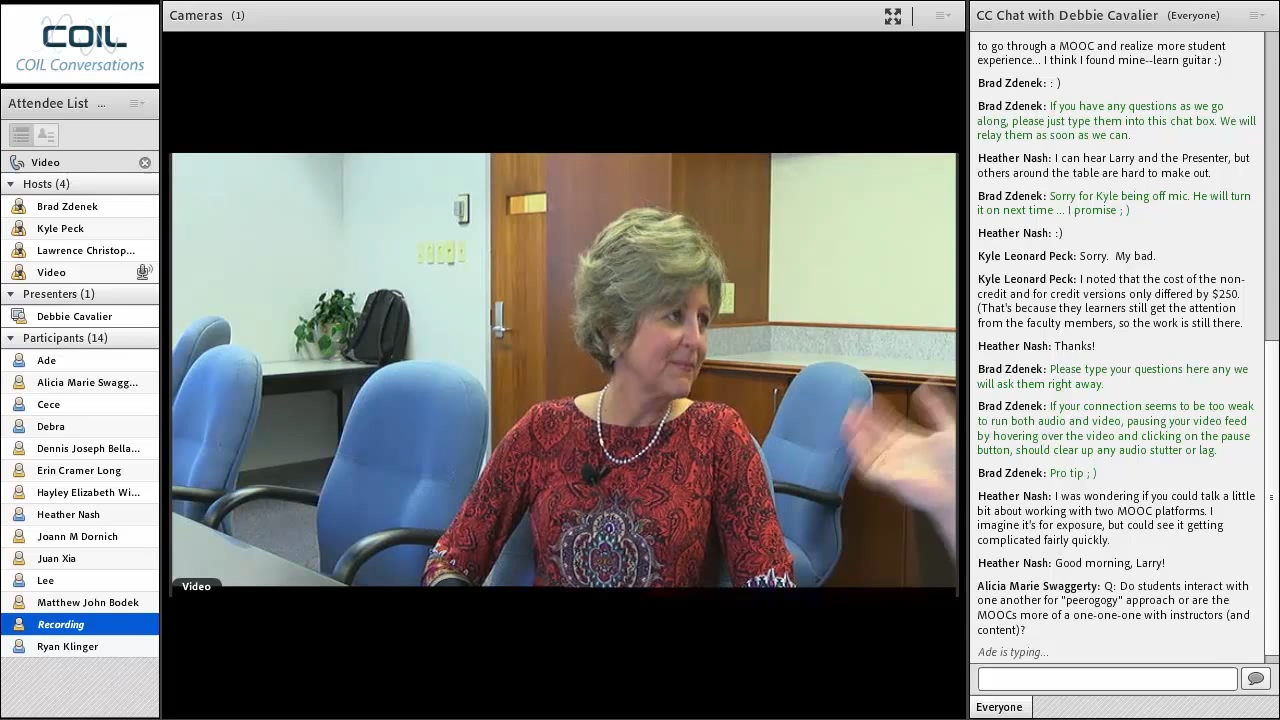 COIL
COIL Conversations
Attendee List ...
Video
Hosts (4)
Brad Zdenek
Kyle Peck
Lawrence Christop...
Video
Presenters (1)
Debbie Cavalier
Participants (14)
Ade
Alicia Marie Swagg...
Cece
Debra
Dennis Joseph Bella...
Erin Cramer Long
Hayley Elizabeth Wi...
Heather Nash
Joann M Dornich
Juan Xia
Lee
Matthew John Bodek
Recording
Ryan Klinger
Cameras (1)
Video
CC Chat with Debbie Cavalier (Everyone)
to go through a MOOC and realize more student
experience... I think I found mine--learn guitar :)
Brad Zdenek: : )
Brad Zdenek: If you have any questions as we go
along, please just type them into this chat box. We will
relay them as soon as we can.
Heather Nash: I can hear Larry and the Presenter, but
others around the table are hard to make out.
Brad Zdenek: Sorry for Kyle being off mic. He will turn
it on next time ... I promise ; )
Heather Nash: :)
Kyle Leonard Peck: Sorry. My bad.
Kyle Leonard Peck: I noted that the cost of the non-
credit and for credit versions only differed by $250.
(That's because they learners still get the attention
from the faculty members, so the work is still there.
Heather Nash: Thanks!
Brad Zdenek: Please type your questions here any we
will ask them right away.
Brad Zdenek: If your connection seems to be too weak
to run both audio and video, pausing your video feed
by hovering over the video and clicking on the pause
button, should clear up any audio stutter or lag.
Brad Zdenek: Pro tip ; )
Heather Nash: I was wondering if you could talk a little
bit about working with two MOOC platforms. I
imagine it's for exposure, but could see it getting
complicated fairly quickly.
Heather Nash: Good morning, Larry!
Alicia Marie Swaggerty: Q: Do students interact with
one another for "peerogogy" approach or are the
MOOCs more of a one-one-one with instructors (and
content)?
Ade is typing...
Everyone